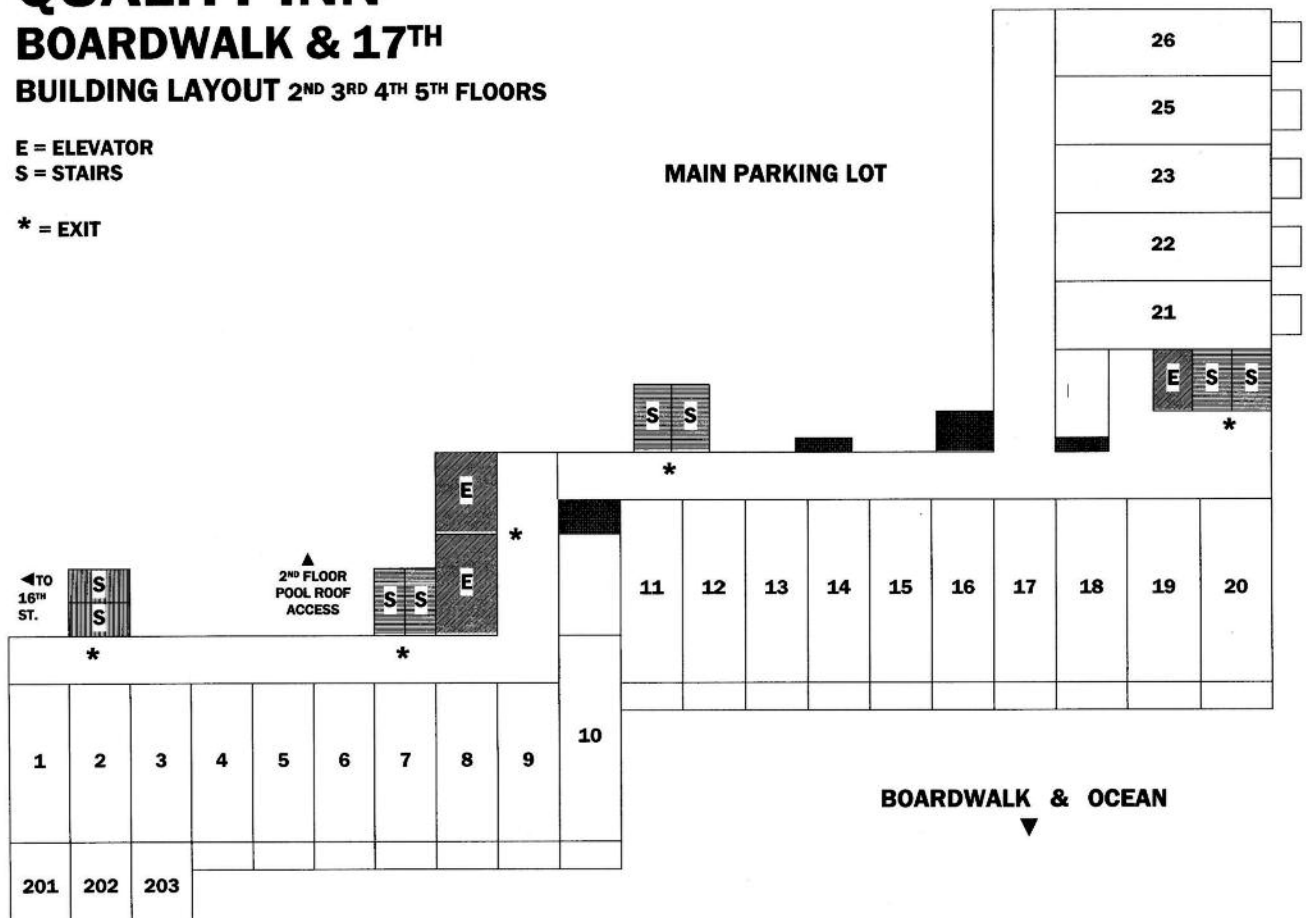 QUALITY INN
BOARDWALK & 17TH
BUILDING LAYOUT 2ND 3RD 4TH 5TH FLOORS
E = ELEVATOR
S = STAIRS
* = EXIT
MAIN PARKING LOT
26
25
23
22
21
E S S
*
S S
*
E
*
E
◀TO
16TH
ST.
S
S
*
▲
2ND FLOOR
POOL ROOF
ACCESS
S S
*
11 12 13 14 15 16 17 18 19 20
1 2 3 4 5 6 7 8 9 10
BOARDWALK & OCEAN
▼
201 202 203